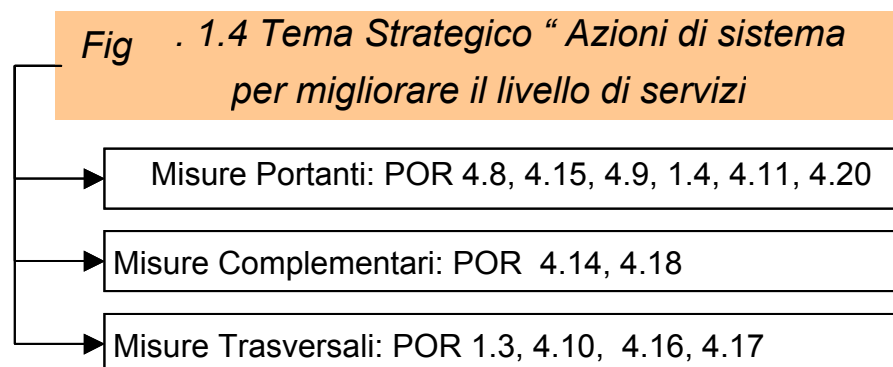 Fig . 1.4 Tema Strategico “ Azioni di sistema
per migliorare il livello di servizi
Misure Portanti: POR 4.8, 4.15, 4.9, 1.4, 4.11, 4.20
Misure Complementari: POR 4.14, 4.18
Misure Trasversali: POR 1.3, 4.10, 4.16, 4.17